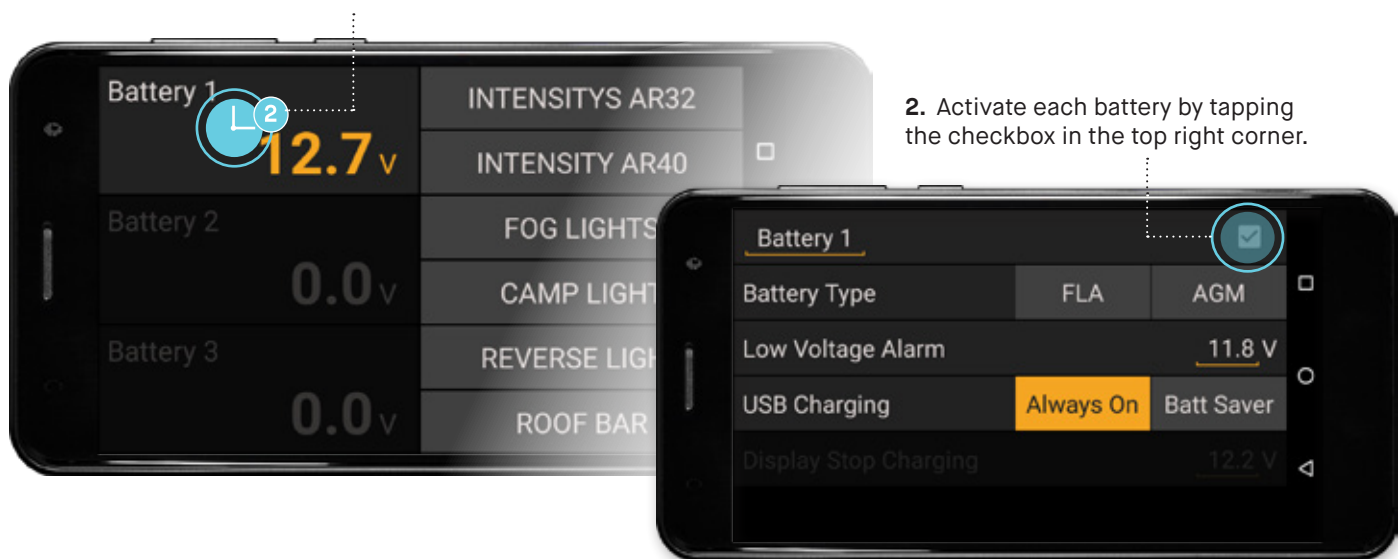 Battery 1
2
12.7 v
Battery 2
0.0 v
Battery 3
0.0 v
INTENSITYS AR32
INTENSITY AR40
FOG LIGHTS
CAMP LIGHT
REVERSE LIGH
ROOF BAR
2. Activate each battery by tapping
the checkbox in the top right corner.
Battery 1
Battery Type FLA AGM
Low Voltage Alarm 11.8 V
USB Charging Always On Batt Saver
Display Stop Charging 12.2 V